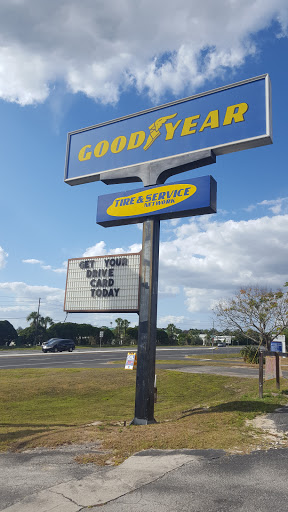 GOODYEAR
TIRE & SERVICE
NETWORK
GET YOUR
DRIVE
CARD
TODAY